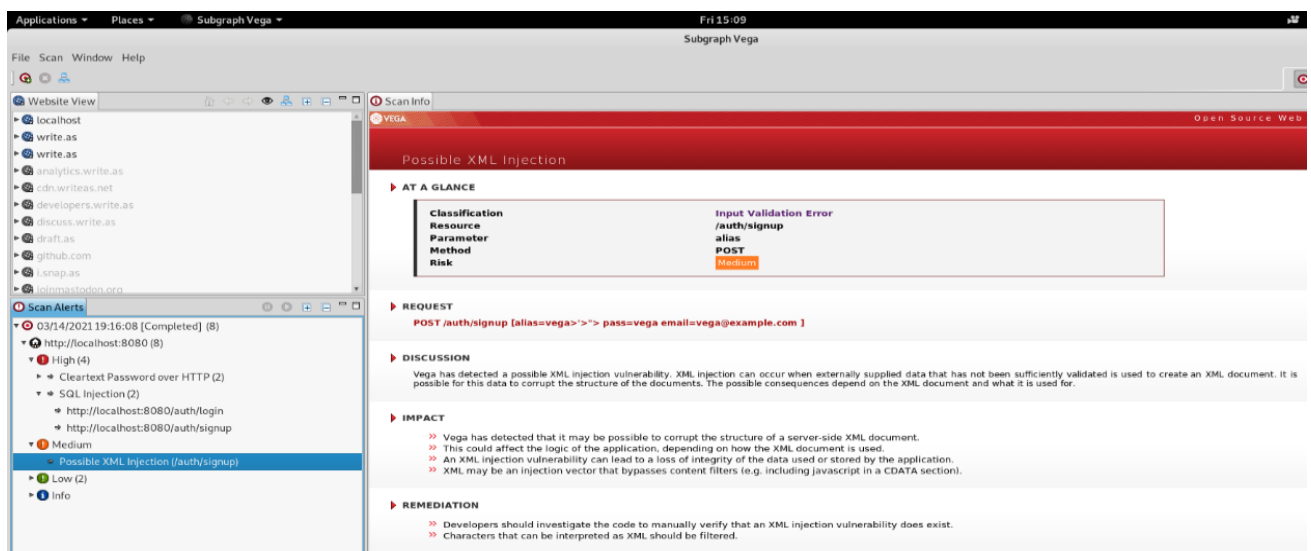 Applications Places Subgraph Vega Fri 15:09
Subgraph Vega
File Scan Window Help
Website View
localhost
write.as
write.as
analytics.write.as
cdn.writeas.net
developers.write.as
discuss.write.as
draft.as
github.com
i.snap.as
joinmastodon.org
Scan Alerts
03/14/2021 19:16:08 [Completed] (8)
http://localhost:8080 (8)
High (4)
Cleartext Password over HTTP (2)
SQL Injection (2)
http://localhost:8080/auth/login
http://localhost:8080/auth/signup
Medium
Possible XML Injection (/auth/signup)
Low (2)
Info
Scan Info
VEGA Open Source Web
Possible XML Injection
AT A GLANCE
Classification Input Validation Error
Resource /auth/signup
Parameter alias
Method POST
Risk Medium
REQUEST
POST /auth/signup [alias=vega>'>"> pass=vega email=vega@example.com ]
DISCUSSION
Vega has detected a possible XML injection vulnerability. XML injection can occur when externally supplied data that has not been sufficiently validated is used to create an XML document. It is
possible for this data to corrupt the structure of the documents. The possible consequences depend on the XML document and what it is used for.
IMPACT
>> Vega has detected that it may be possible to corrupt the structure of a server-side XML document.
>> This could affect the logic of the application, depending on how the XML document is used.
>> An XML injection vulnerability can lead to a loss of integrity of the data used or stored by the application.
>> XML may be an injection vector that bypasses content filters (e.g. including javascript in a CDATA section).
REMEDIATION
>> Developers should investigate the code to manually verify that an XML injection vulnerability does exist.
>> Characters that can be interpreted as XML should be filtered.